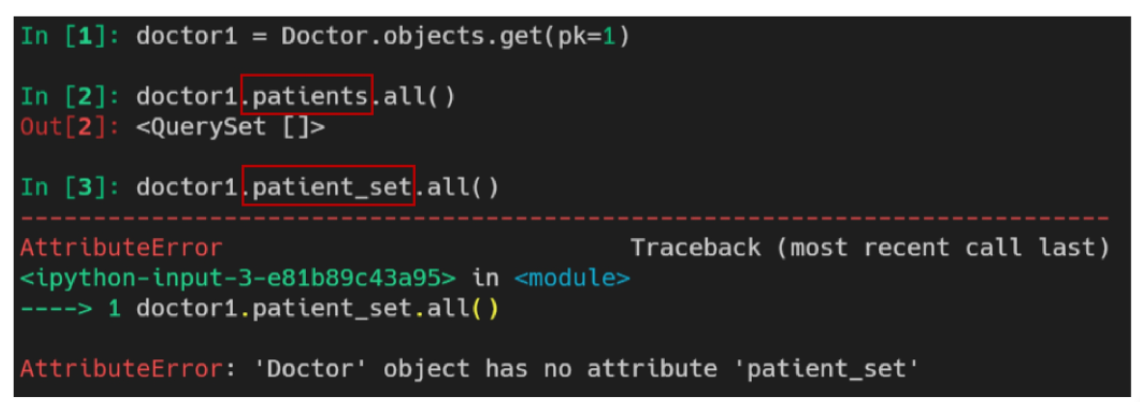 In [1]: doctor1 = Doctor.objects.get(pk=1)
In [2]: doctor1.patients.all()
Out[2]: <QuerySet []>
In [3]: doctor1.patient_set.all()
---------------------------------------------------------------------------
AttributeError                            Traceback (most recent call last)
<ipython-input-3-e81b89c43a95> in <module>
----> 1 doctor1.patient_set.all()
AttributeError: 'Doctor' object has no attribute 'patient_set'